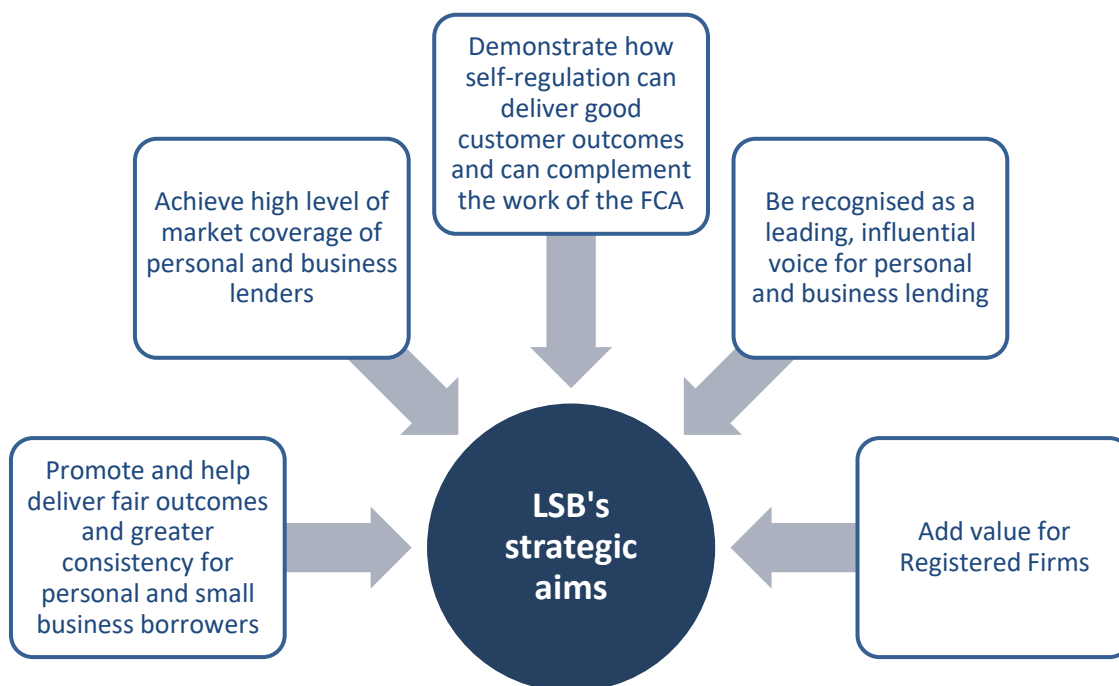 Demonstrate how
self-regulation can
deliver good
customer outcomes
and can complement
the work of the FCA
Achieve high level of
market coverage of
personal and business
lenders
Be recognised as a
leading, influential
voice for personal
and business lending
Promote and help
deliver fair outcomes
and greater
consistency for
personal and small
business borrowers
LSB's
strategic
aims
Add value for
Registered Firms